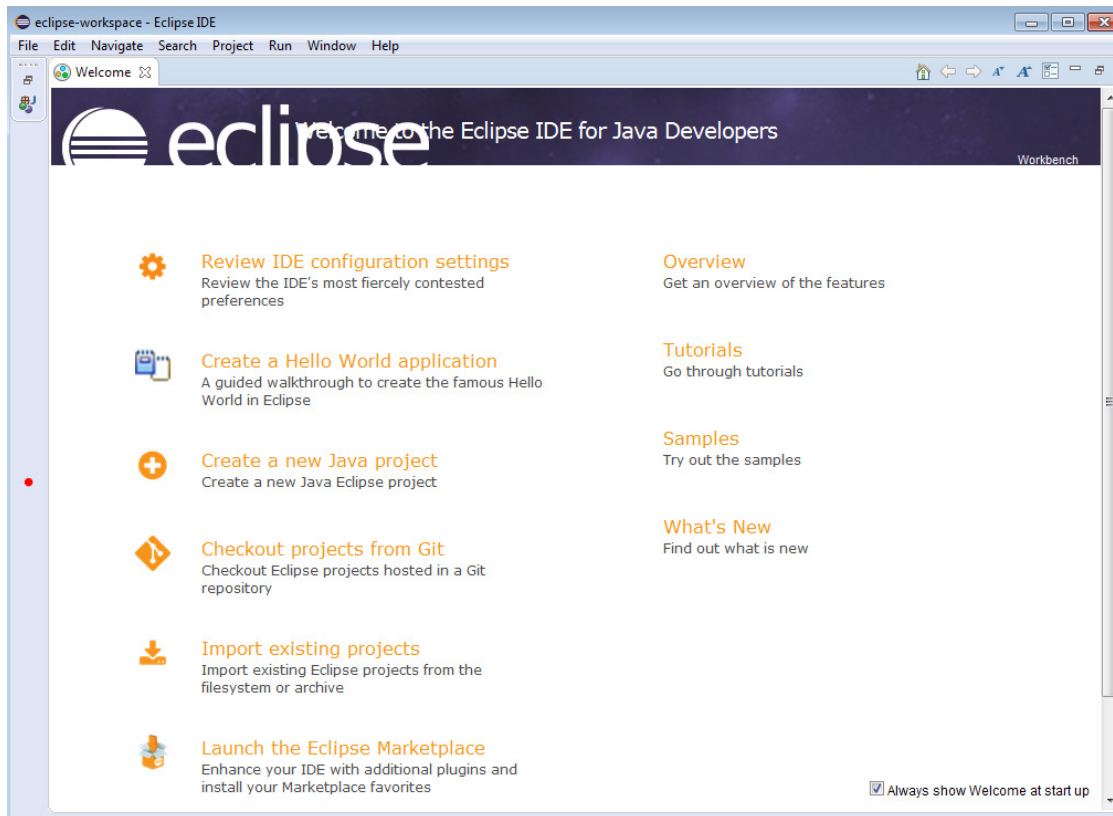 eclipse-workspace - Eclipse IDE
File Edit Navigate Search Project Run Window Help
Welcome
eclipse
Welcome to the Eclipse IDE for Java Developers
Workbench
Review IDE configuration settings
Review the IDE's most fiercely contested
preferences
Create a Hello World application
A guided walkthrough to create the famous Hello
World in Eclipse
Create a new Java project
Create a new Java Eclipse project
Checkout projects from Git
Checkout Eclipse projects hosted in a Git
repository
Import existing projects
Import existing Eclipse projects from the
filesystem or archive
Launch the Eclipse Marketplace
Enhance your IDE with additional plugins and
install your Marketplace favorites
Overview
Get an overview of the features
Tutorials
Go through tutorials
Samples
Try out the samples
What's New
Find out what is new
Always show Welcome at start up